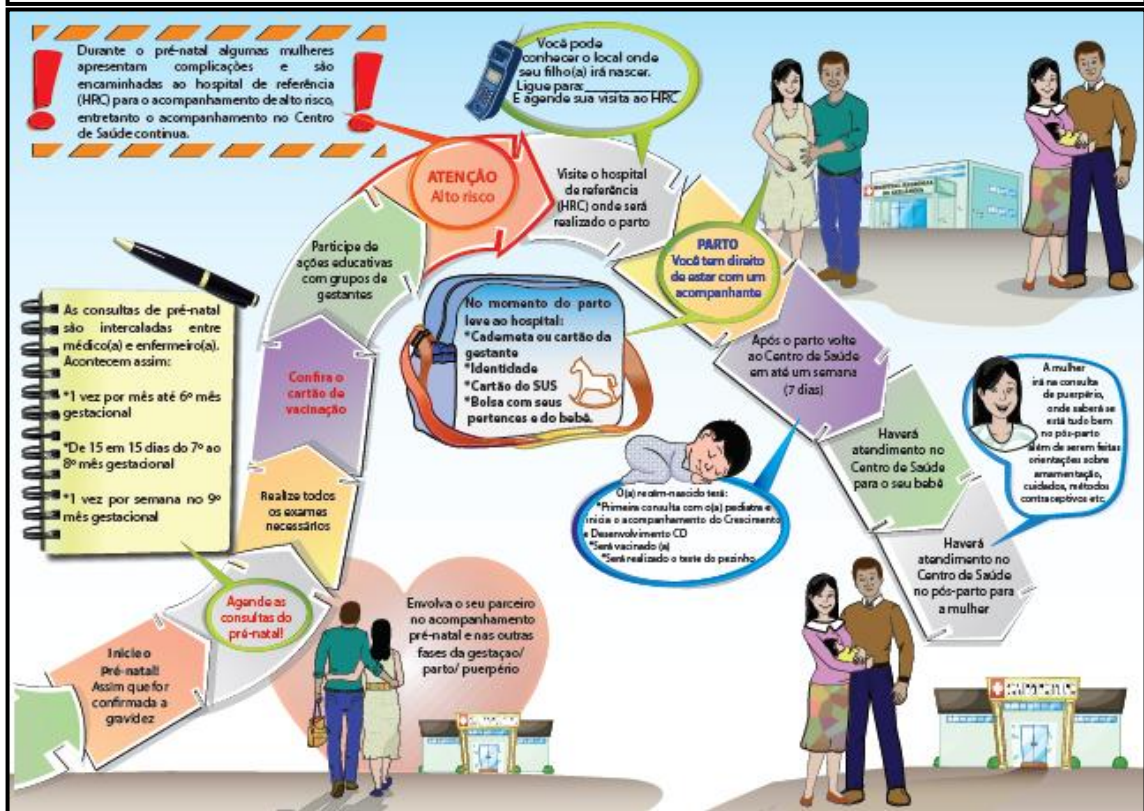 Durante o pré-natal algumas mulheres
apresentam complicações e são
encaminhadas ao hospital de referência
(HRC) para o acompanhamento de alto risco,
entretanto o acompanhamento no Centro
de Saúde continua.
Você pode
conhecer o local onde
seu filho(a) irá nascer.
Ligue para: ______________
E agende sua visita ao HRC
ATENÇÃO
Alto risco
Visite o hospital
de referência
(HRC) onde será
realizado o parto
Participe de
ações educativas
com grupos de
gestantes
PARTO
Você tem direito
de estar com um
acompanhante
As consultas de pré-natal
são intercaladas entre
médico(a) e enfermeiro(a).
Acontecem assim:
*1 vez por mês até 6º mês
gestacional
*De 15 em 15 dias do 7º ao
8º mês gestacional
*1 vez por semana no 9º
mês gestacional
No momento do parto
leve ao hospital:
*Caderneta ou cartão da
gestante
*Identidade
*Cartão do SUS
*Bolsa com seus
pertences e do bebê.
Confira o
cartão de
vacinação
Após o parto volte
ao Centro de Saúde
em até um semana
(7 dias)
A mulher
irá na consulta
de puerpério,
onde saberá se
está tudo bem
no pós-parto
além de serem feitas
orientações sobre
amamentação,
cuidados, métodos
contraceptivos etc.
Haverá
atendimento no
Centro de Saúde
para o seu bebê
Realize todos
os exames
necessários
O(a) recém-nascido terá:
*Primeira consulta com o(a) pediatra e
inicia o acompanhamento do Crescimento
e Desenvolvimento CD
*Será vacinado (a)
*Será realizado o teste do pezinho
Haverá
atendimento no
Centro de Saúde
no pós-parto para
a mulher
Agende as
consultas do
pré-natal!
Envolva o seu parceiro
no acompanhamento
pré-natal e nas outras
fases da gestação/
parto/ puerpério
Inicie o
Pré-natal!
Assim que for
confirmada a
gravidez